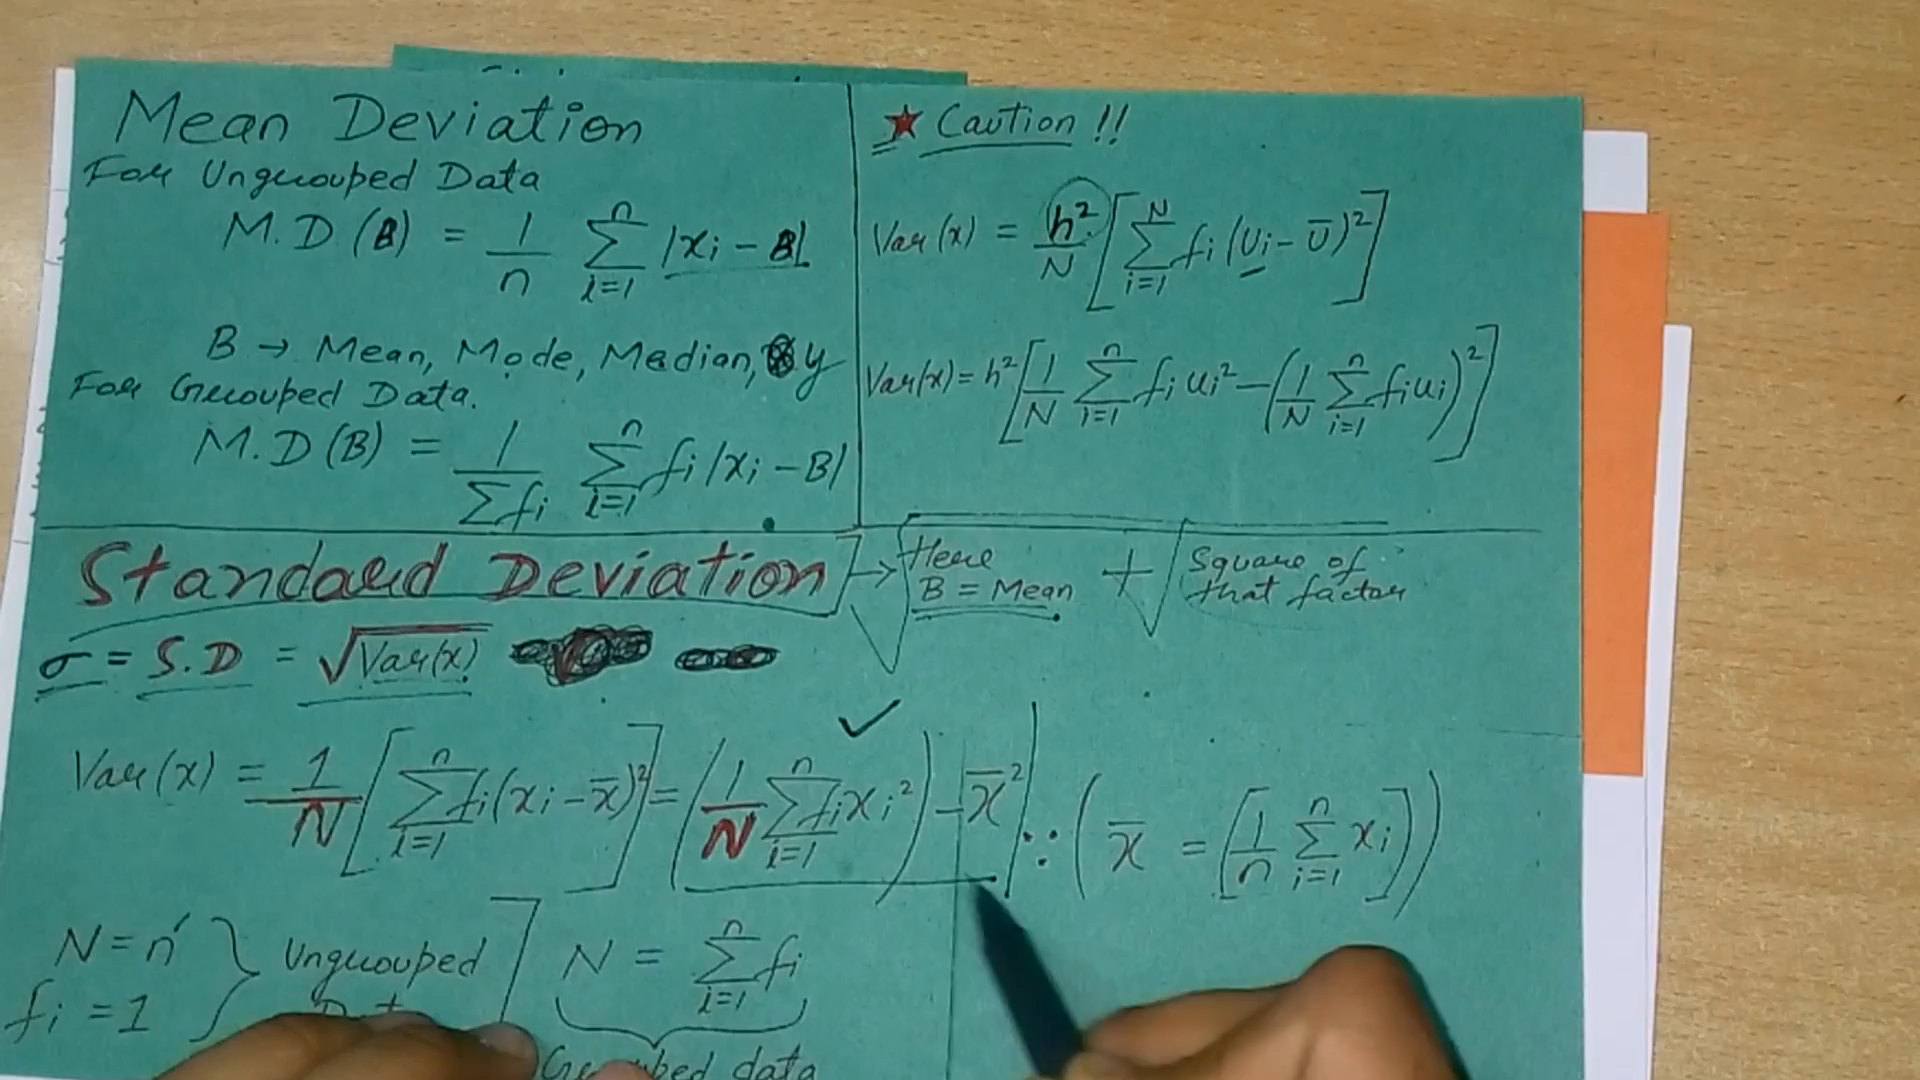 Mean Deviation
For Ungrouped Data
M.D (B) = 1/n Σ_{i=1}^{n} |xi - B|
B → Mean, Mode, Median, y
For Grouped Data.
M.D (B) = 1/Σfi Σ_{i=1}^{n} fi |xi - B|
★ Caution !!
Var (x) = h²/N [Σ_{i=1}^{N} fi (Ui - Ū)²]
Var(x) = h² [1/N Σ_{i=1}^{n} fi ui² - (1/N Σ_{i=1}^{n} fi ui)²]
Standard Deviation → Here B = Mean + Square of that factor
σ = S.D = √Var(x)
Var (x) = 1/N [Σ_{i=1}^{n} fi (xi - x̄)²] = (1/N Σ_{i=1}^{n} fi xi²) - x̄² ∵ (x̄ = [1/n Σ_{i=1}^{n} xi])
N = n
fi = 1 } Ungrouped
N = Σ_{i=1}^{n} fi
data